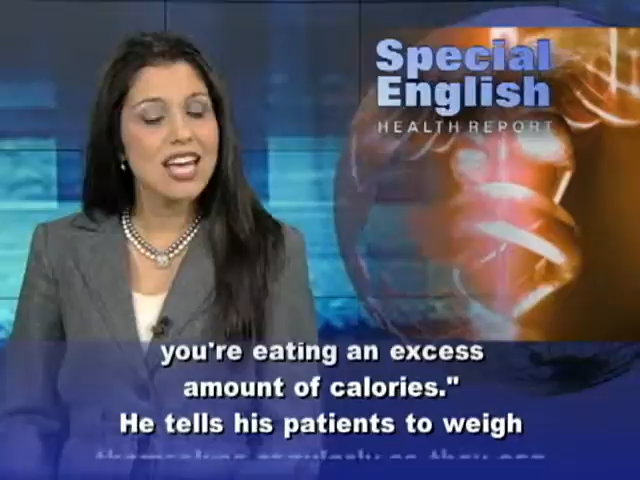 Special
English
HEALTH REPORT
you're eating an excess
amount of calories."
He tells his patients to weigh